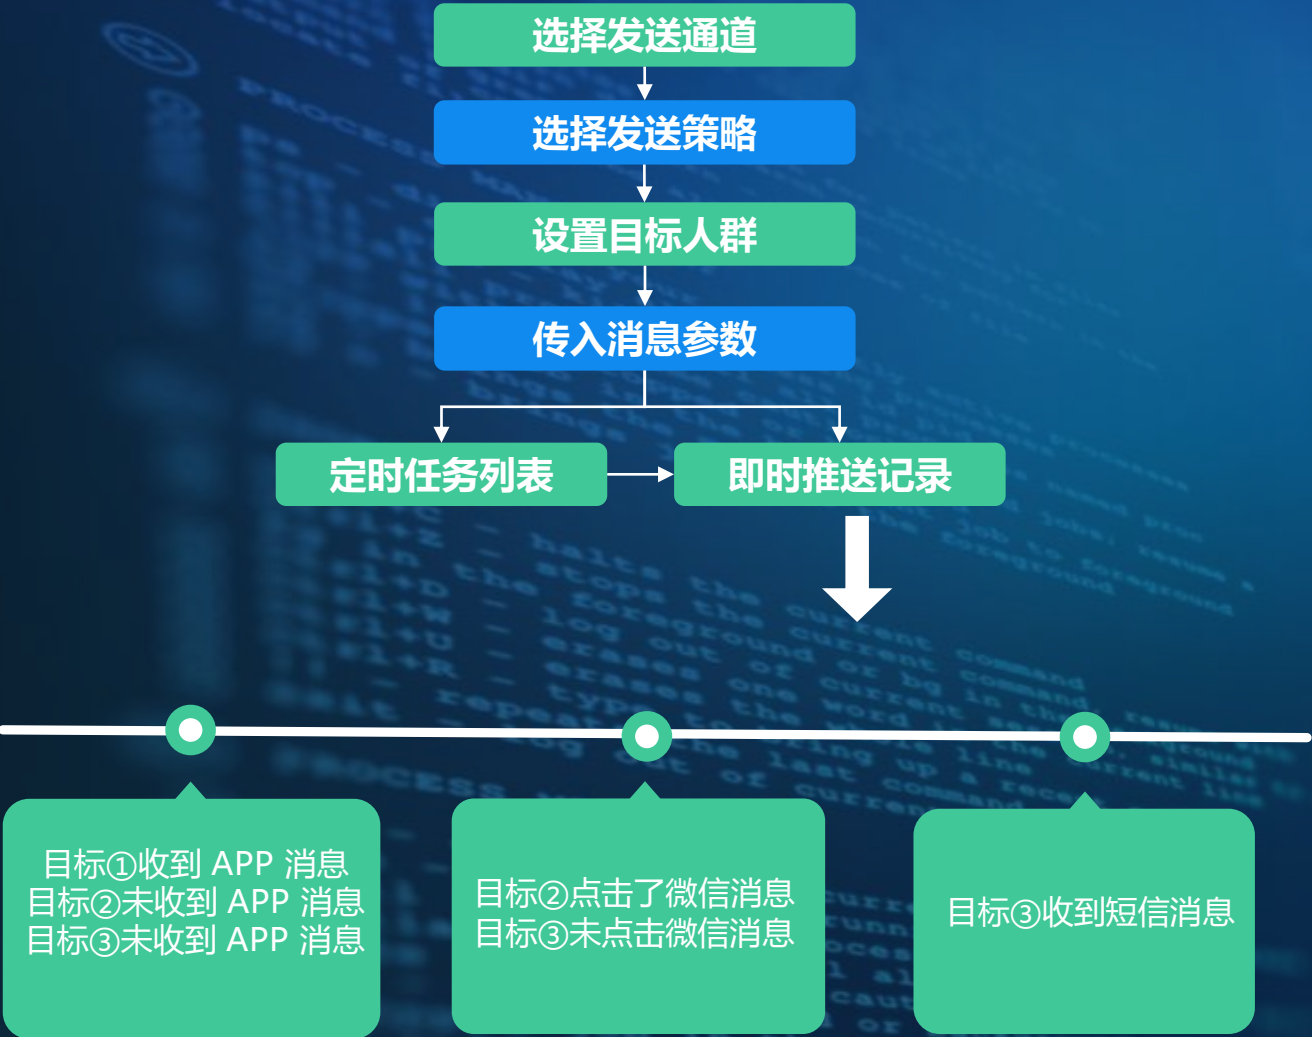 选择发送通道
选择发送策略
设置目标人群
传入消息参数
定时任务列表
即时推送记录
目标①收到 APP 消息
目标②未收到 APP 消息
目标③未收到 APP 消息
目标②点击了微信消息
目标③未点击微信消息
目标③收到短信消息